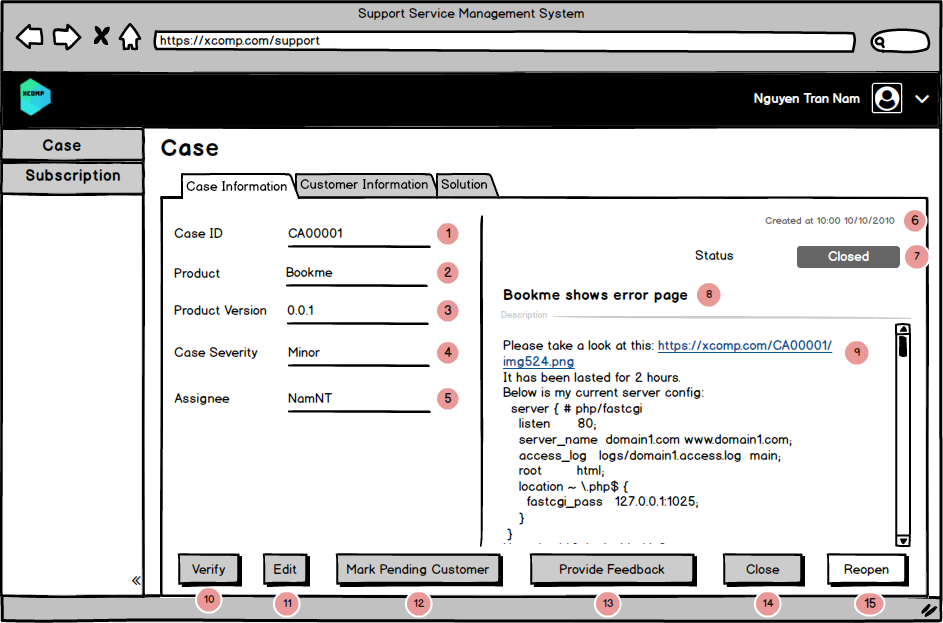 Support Service Management System
https://xcomp.com/support
XCOMP
Nguyen Tran Nam
Case
Subscription
Case
Case Information
Customer Information
Solution
Created at 10:00 10/10/2010
6
Case ID
CA00001
1
Status
Closed
7
Product
Bookme
2
Bookme shows error page
8
Product Version
0.0.1
3
Description
Case Severity
Minor
4
Please take a look at this: https://xcomp.com/CA00001/
img524.png
9
Assignee
NamNT
5
It has been lasted for 2 hours.
Below is my current server config:
server { # php/fastcgi
listen 80;
server_name domain1.com www.domain1.com;
access_log logs/domain1.access.log main;
root html;
location ~ \.php$ {
fastcgi_pass 127.0.0.1:1025;
}
}
«
Verify
Edit
Mark Pending Customer
Provide Feedback
Close
Reopen
10
11
12
13
14
15